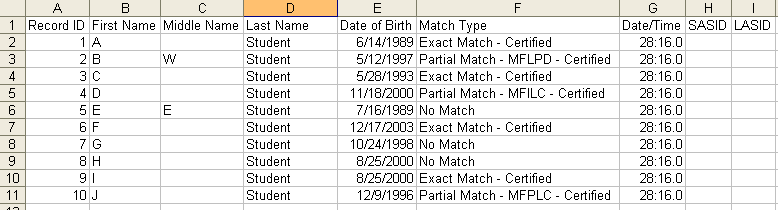 A B C D E F G H I
1 Record ID First Name Middle Name Last Name Date of Birth Match Type Date/Time SASID LASID
2 1 A Student 6/14/1989 Exact Match - Certified 28:16.0
3 2 B W Student 5/12/1997 Partial Match - MFLPD - Certified 28:16.0
4 3 C Student 5/28/1993 Exact Match - Certified 28:16.0
5 4 D Student 11/18/2000 Partial Match - MFILC - Certified 28:16.0
6 5 E E Student 7/16/1989 No Match 28:16.0
7 6 F Student 12/17/2003 Exact Match - Certified 28:16.0
8 7 G Student 10/24/1998 No Match 28:16.0
9 8 H Student 8/25/2000 No Match 28:16.0
10 9 I Student 8/25/2000 Exact Match - Certified 28:16.0
11 10 J Student 12/9/1996 Partial Match - MFPLC - Certified 28:16.0